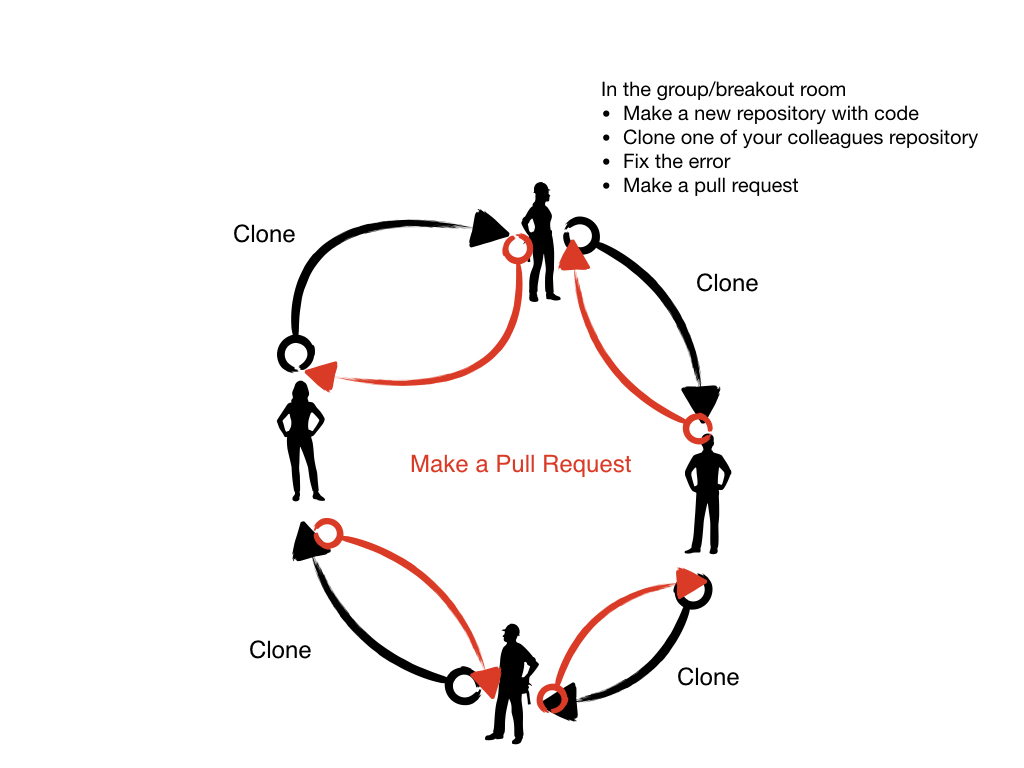 In the group/breakout room
• Make a new repository with code
• Clone one of your colleagues repository
• Fix the error
• Make a pull request
Clone
Clone
Make a Pull Request
Clone
Clone